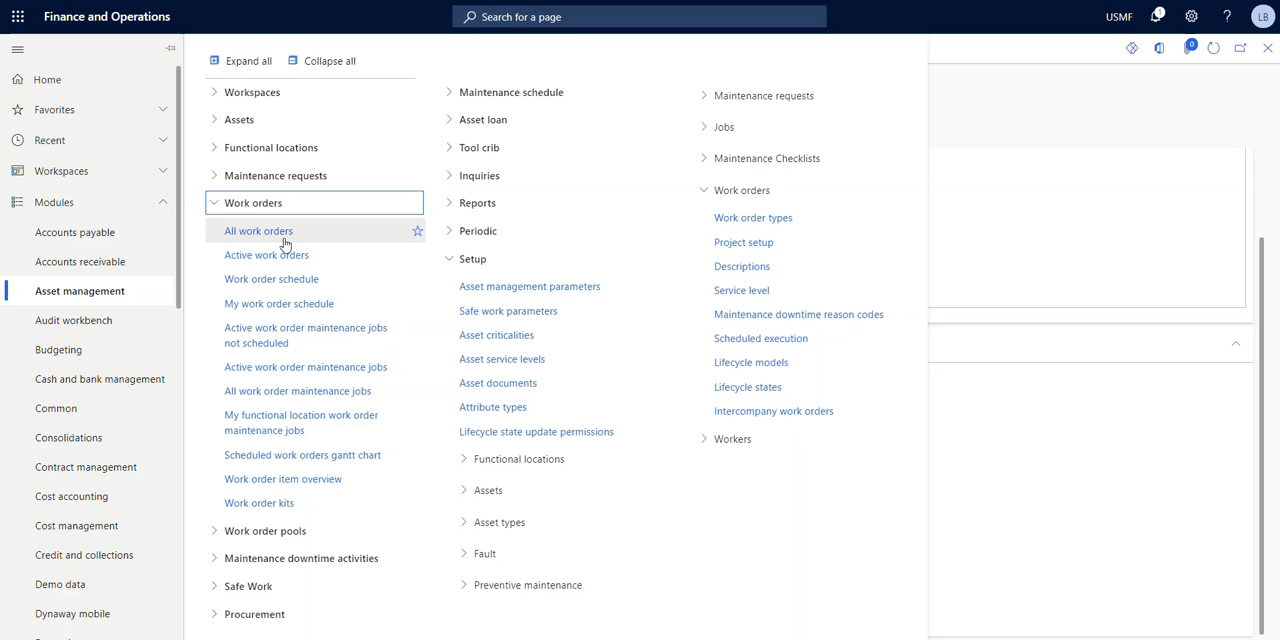 Finance and Operations
Search for a page
USMF
1
LB
0
Home
Favorites
Recent
Workspaces
Modules
Accounts payable
Accounts receivable
Asset management
Audit workbench
Budgeting
Cash and bank management
Common
Consolidations
Contract management
Cost accounting
Cost management
Credit and collections
Demo data
Dynaway mobile
Expand all
Collapse all
Workspaces
Assets
Functional locations
Maintenance requests
Work orders
All work orders
Active work orders
Work order schedule
My work order schedule
Active work order maintenance jobs
not scheduled
Active work order maintenance jobs
All work order maintenance jobs
My functional location work order
maintenance jobs
Scheduled work orders gantt chart
Work order item overview
Work order kits
Work order pools
Maintenance downtime activities
Safe Work
Procurement
Maintenance schedule
Asset loan
Tool crib
Inquiries
Reports
Periodic
Setup
Asset management parameters
Safe work parameters
Asset criticalities
Asset service levels
Asset documents
Attribute types
Lifecycle state update permissions
Functional locations
Assets
Asset types
Fault
Preventive maintenance
Maintenance requests
Jobs
Maintenance Checklists
Work orders
Work order types
Project setup
Descriptions
Service level
Maintenance downtime reason codes
Scheduled execution
Lifecycle models
Lifecycle states
Intercompany work orders
Workers